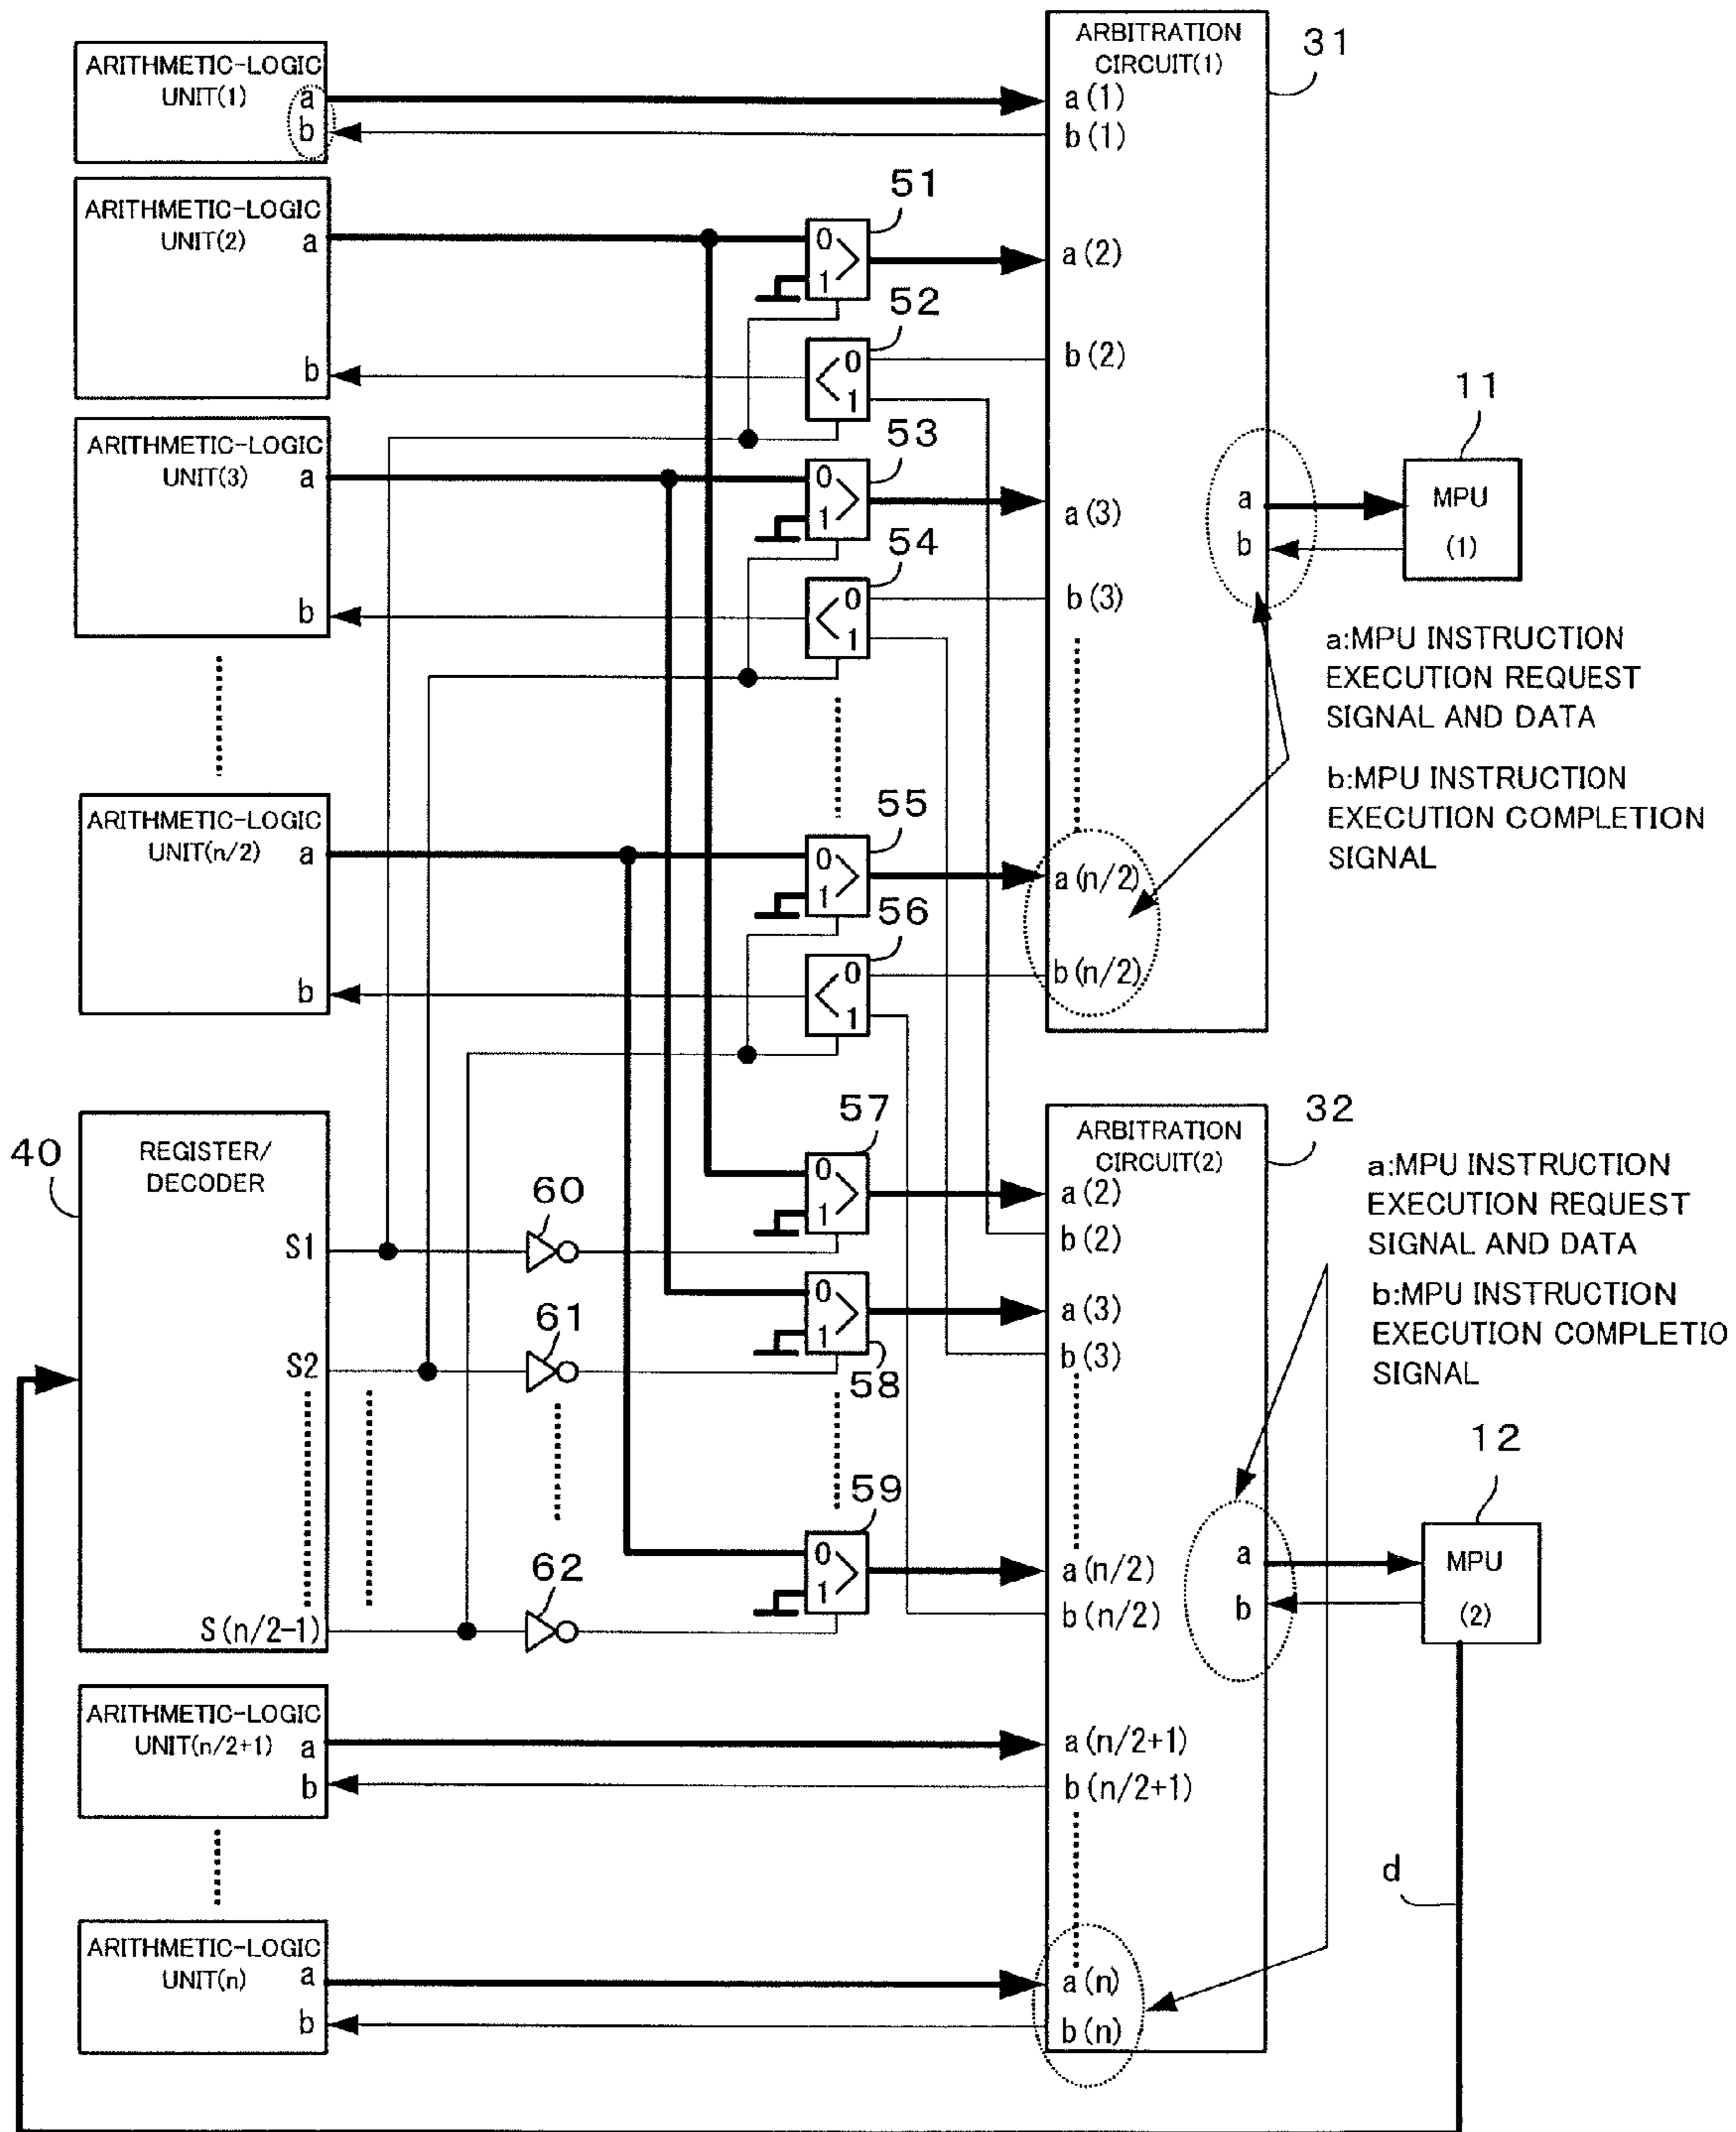 ARITHMETIC-LOGIC
UNIT(1)
a
b
ARBITRATION
CIRCUIT(1)
31
a(1)
b(1)
ARITHMETIC-LOGIC
UNIT(2)
a
b
51
0
1
a(2)
52
0
1
b(2)
ARITHMETIC-LOGIC
UNIT(3)
a
b
53
0
1
a(3)
54
0
1
b(3)
11
a
b
MPU
(1)
a:MPU INSTRUCTION
EXECUTION REQUEST
SIGNAL AND DATA
b:MPU INSTRUCTION
EXECUTION COMPLETION
SIGNAL
ARITHMETIC-LOGIC
UNIT(n/2)
a
b
55
0
1
a(n/2)
56
0
1
b(n/2)
40
REGISTER/
DECODER
S1
S2
S(n/2-1)
60
61
62
57
0
1
58
0
1
59
0
1
ARBITRATION
CIRCUIT(2)
32
a(2)
b(2)
a(3)
b(3)
a(n/2)
b(n/2)
a:MPU INSTRUCTION
EXECUTION REQUEST
SIGNAL AND DATA
b:MPU INSTRUCTION
EXECUTION COMPLETIO
SIGNAL
12
a
b
MPU
(2)
ARITHMETIC-LOGIC
UNIT(n/2+1)
a
b
a(n/2+1)
b(n/2+1)
d
ARITHMETIC-LOGIC
UNIT(n)
a
b
a(n)
b(n)